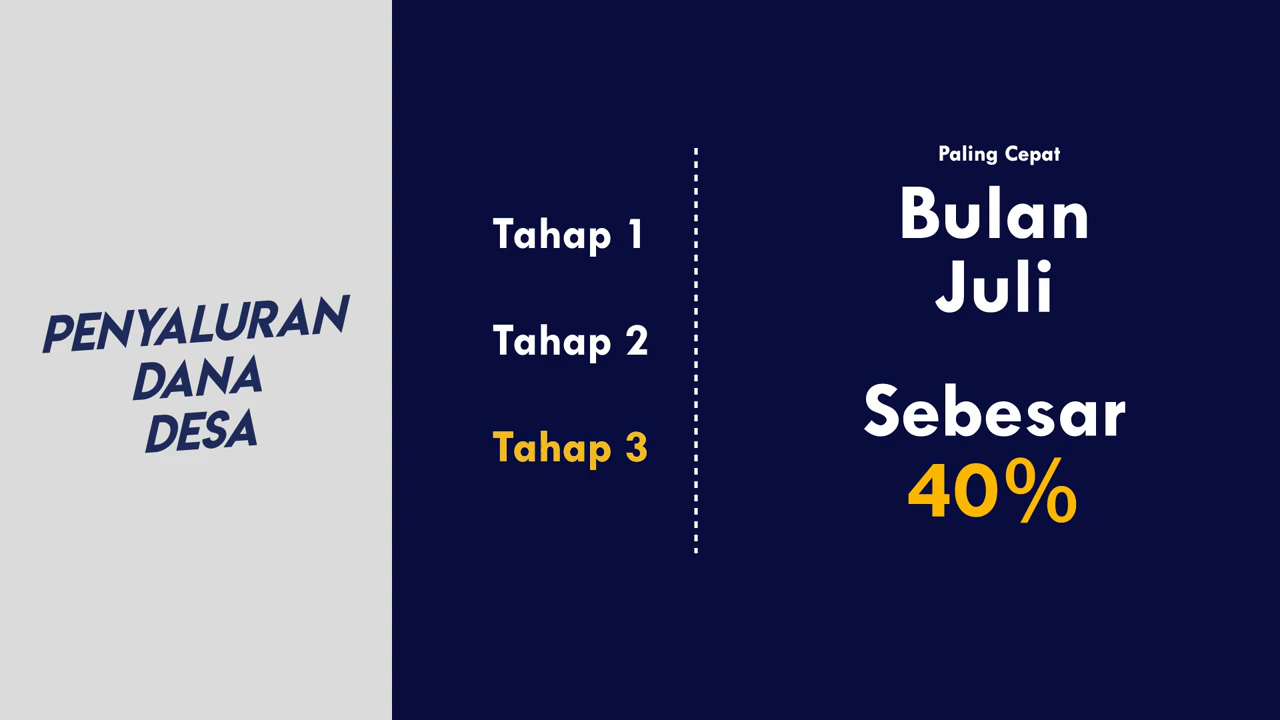 PENYALURAN
DANA
DESA
Tahap 1
Tahap 2
Tahap 3
Paling Cepat
Bulan
Juli
Sebesar
40%